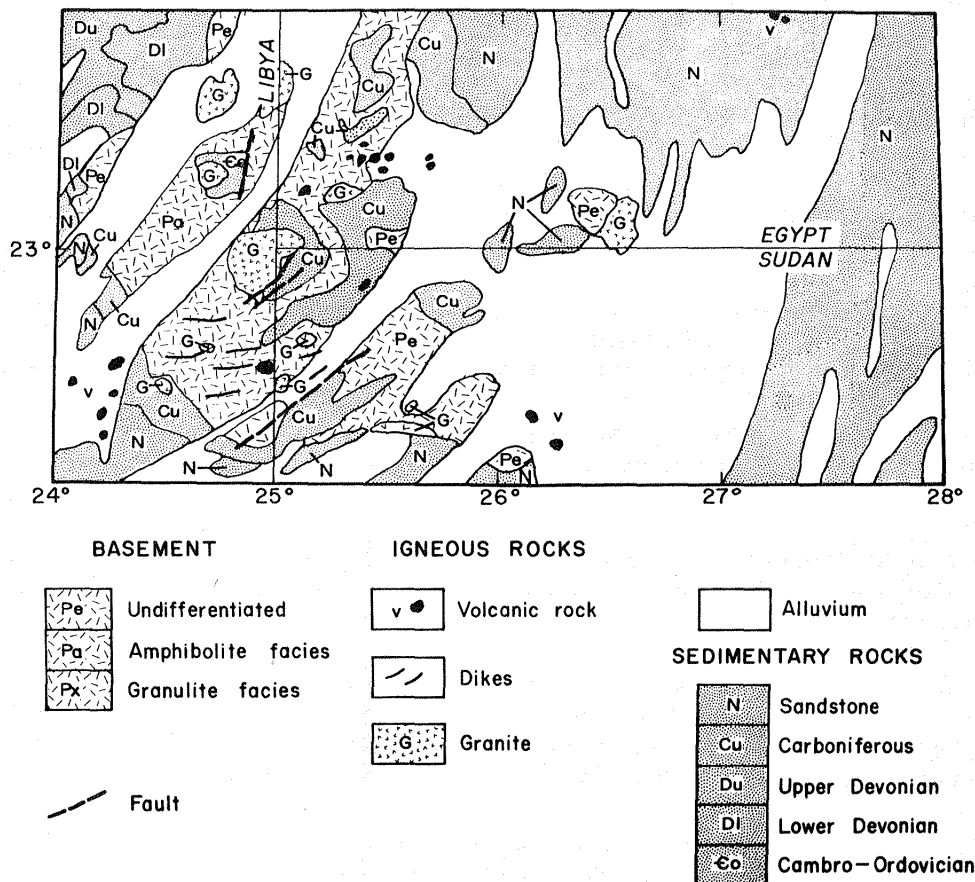 Du
Pe
Cu
v
Dl
LIBYA
G
N
N
G
Cu
Dl
Cu
N
Dl
Pe
Єo
G
G
Cu
N
Pe
G
N
Pa
Cu
N
G
Pe
23°
Cu
EGYPT
SUDAN
Cu
N
Cu
Pe
G
G
v
G
G
Cu
Cu
G
v
N
N
N
N
Pe
N
24°
25°
26°
27°
28°
BASEMENT
Pe Undifferentiated
Pa Amphibolite facies
Px Granulite facies
Fault
IGNEOUS ROCKS
v Volcanic rock
Dikes
G Granite
Alluvium
SEDIMENTARY ROCKS
N Sandstone
Cu Carboniferous
Du Upper Devonian
Dl Lower Devonian
Єo Cambro-Ordovician